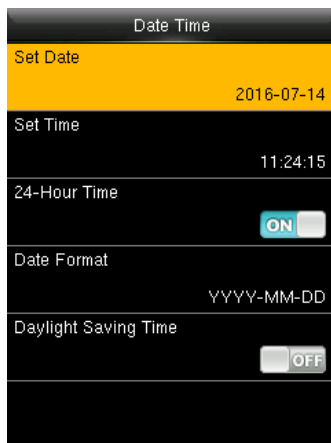 Date Time
Set Date
2016-07-14
Set Time
11:24:15
24-Hour Time
ON
Date Format
YYYY-MM-DD
Daylight Saving Time
OFF